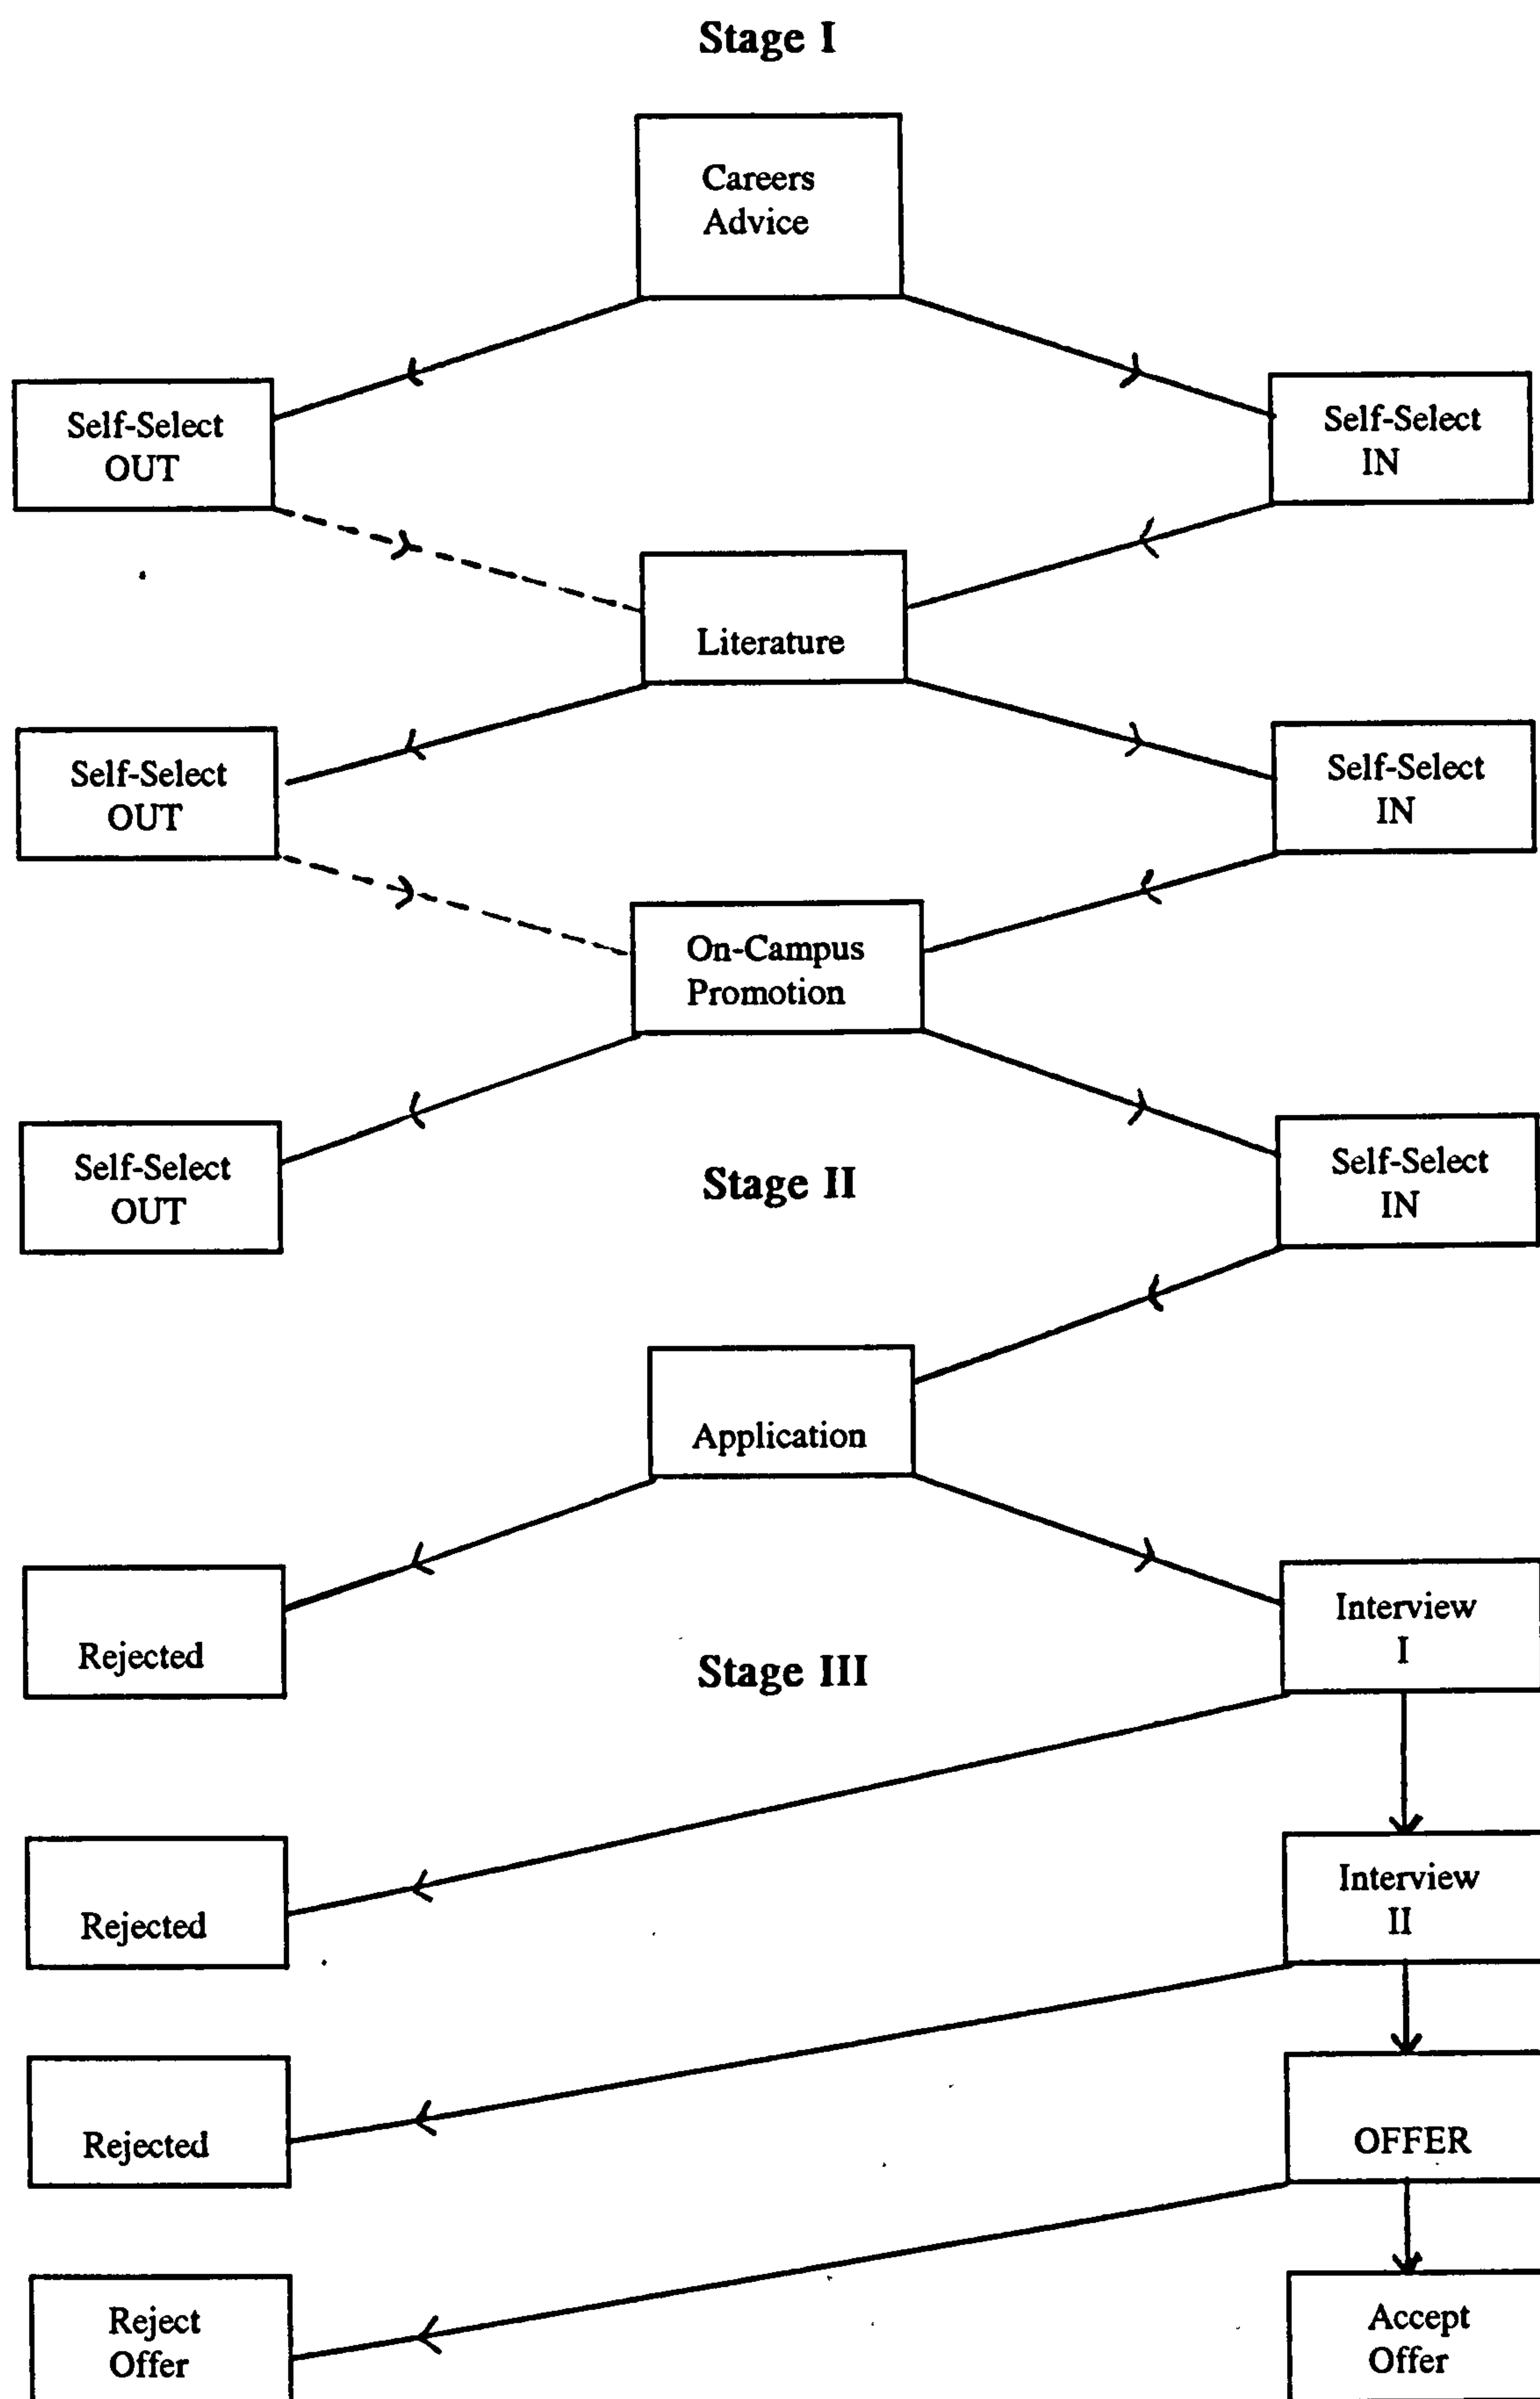 Stage I
Careers
Advice
Self-Select
OUT
Self-Select
IN
Literature
Self-Select
OUT
Self-Select
IN
On-Campus
Promotion
Self-Select
OUT
Stage II
Self-Select
IN
Application
Rejected
Interview
I
Stage III
Rejected
Interview
II
Rejected
OFFER
Reject
Offer
Accept
Offer